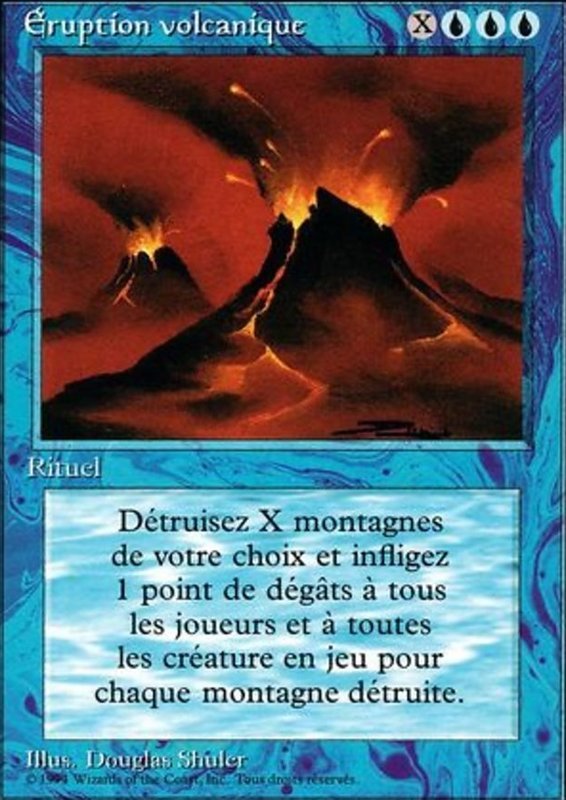 Éruption volcanique X
Rituel
Détruisez X montagnes
de votre choix et infligez
1 point de dégâts à tous
les joueurs et à toutes
les créature en jeu pour
chaque montagne détruite.
Illus. Douglas Shuler
© 1994 Wizards of the Coast, Inc. Tous droits réservés.